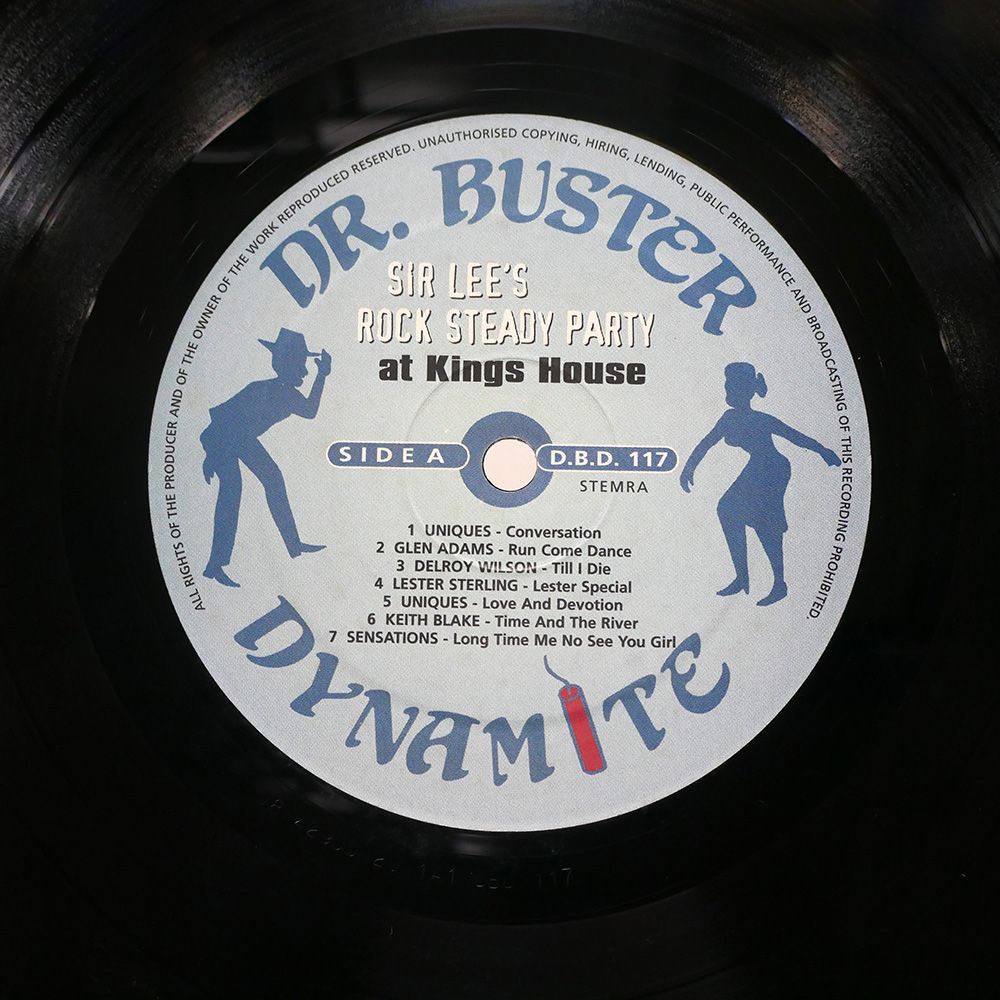 ALL RIGHTS OF THE PRODUCER AND OF THE OWNER OF THE WORK REPRODUCED RESERVED. UNAUTHORISED COPYING, HIRING, LENDING, PUBLIC PERFORMANCE AND BROADCASTING OF THIS RECORDING PROHIBITED.
DR. BUSTER
SIR LEE'S
ROCK STEADY PARTY
at Kings House
SIDE A
D.B.D. 117
STEMRA
1 UNIQUES - Conversation
2 GLEN ADAMS - Run Come Dance
3 DELROY WILSON - Till I Die
4 LESTER STERLING - Lester Special
5 UNIQUES - Love And Devotion
6 KEITH BLAKE - Time And The River
7 SENSATIONS - Long Time Me No See You Girl
DYNAMITE
117